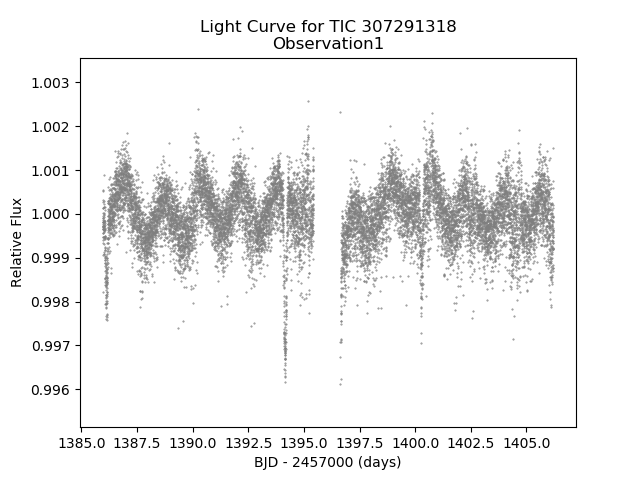 Light Curve for TIC 307291318
Observation1
1.003
1.002
1.001
1.000
0.999
0.998
0.997
0.996
Relative Flux
1385.0 1387.5 1390.0 1392.5 1395.0 1397.5 1400.0 1402.5 1405.0
BJD - 2457000 (days)